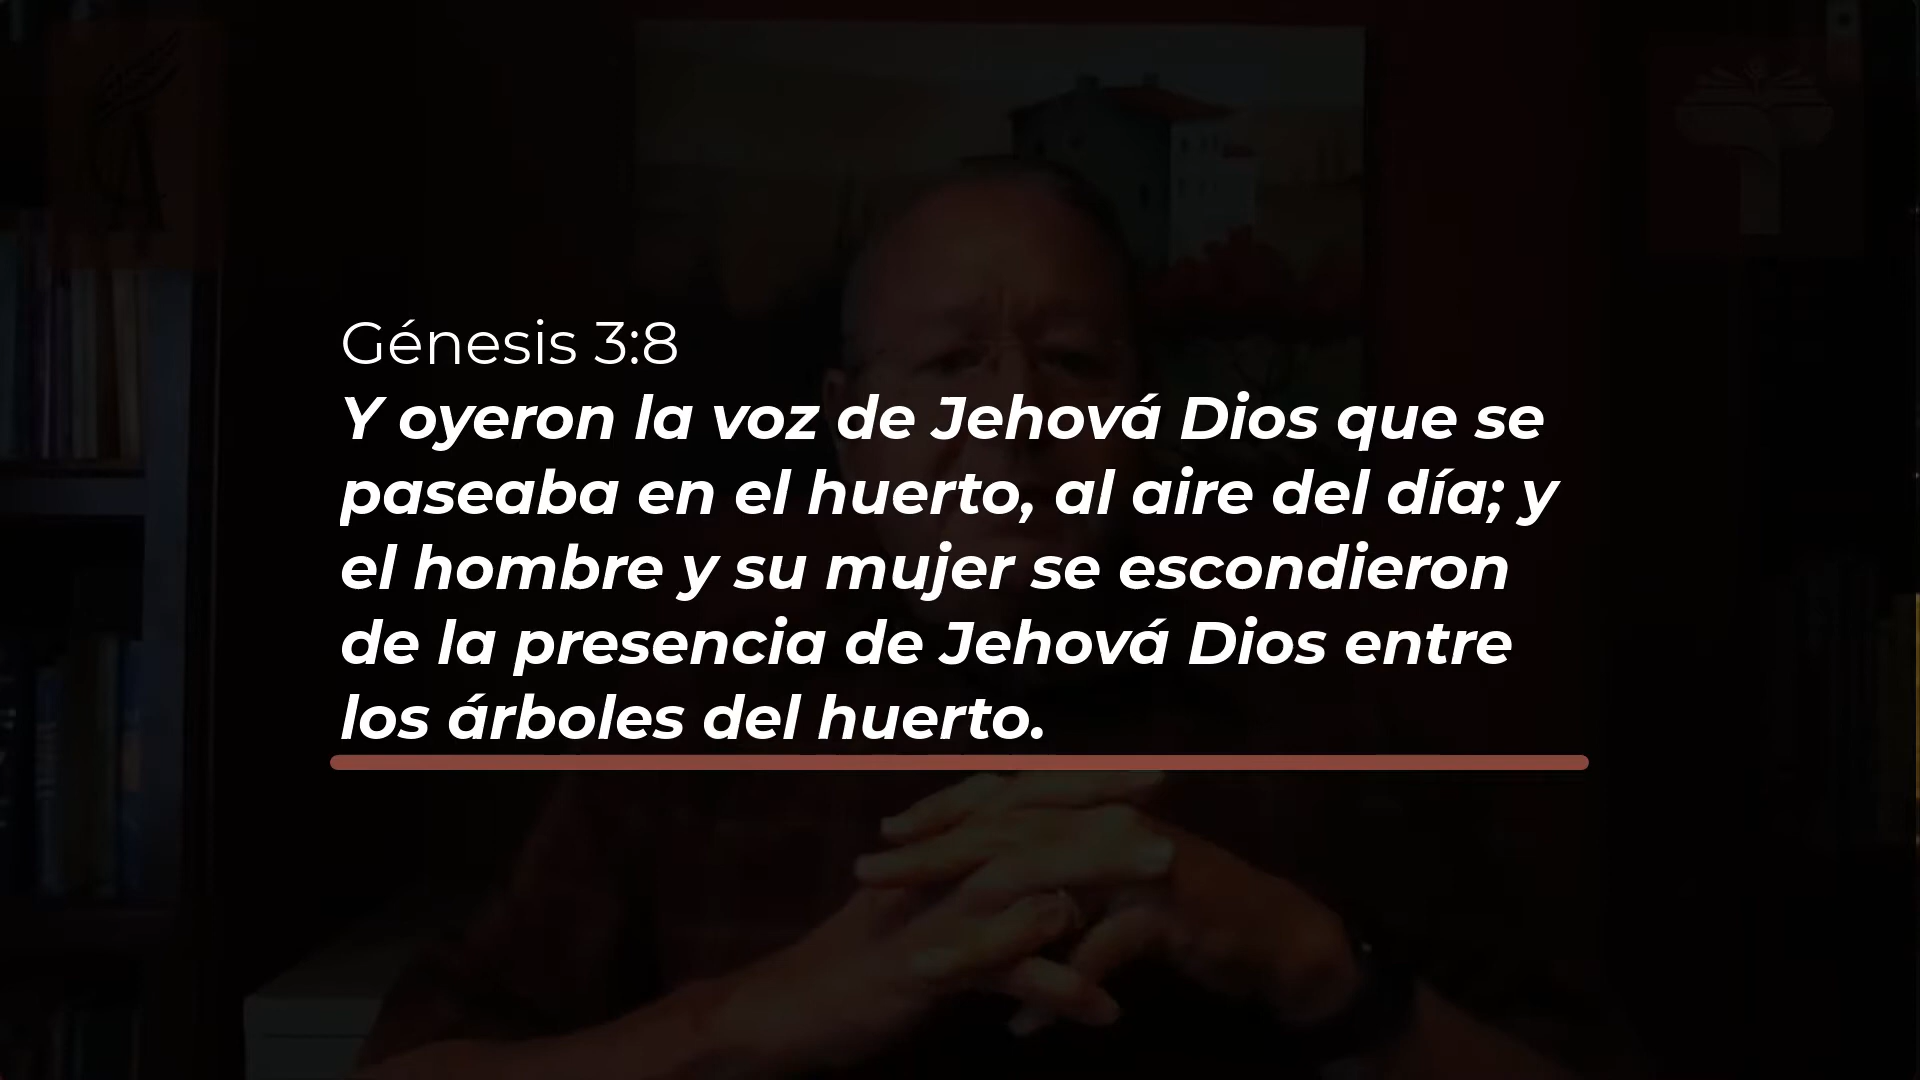 Génesis 3:8
Y oyeron la voz de Jehová Dios que se
paseaba en el huerto, al aire del día; y
el hombre y su mujer se escondieron
de la presencia de Jehová Dios entre
los árboles del huerto.